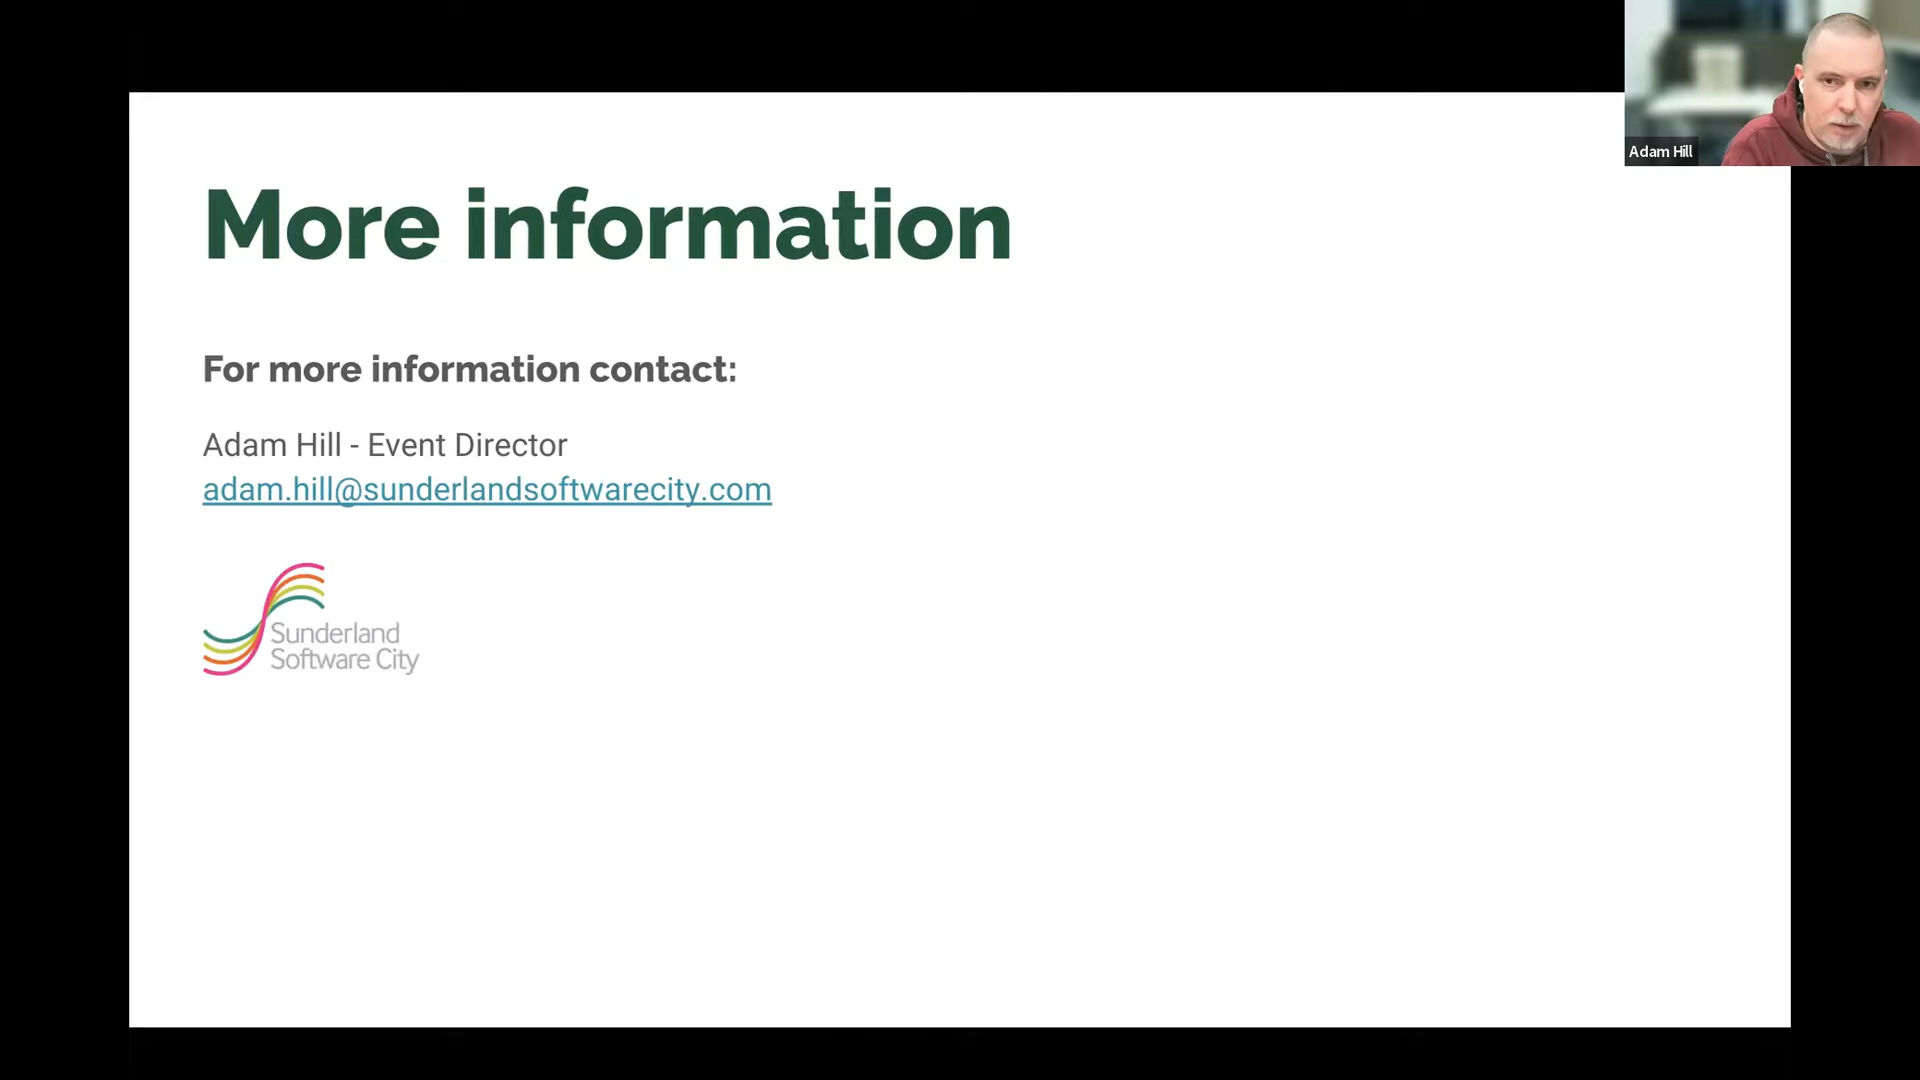 Adam Hill
More information
For more information contact:
Adam Hill - Event Director
adam.hill@sunderlandsoftwarecity.com
Sunderland
Software City